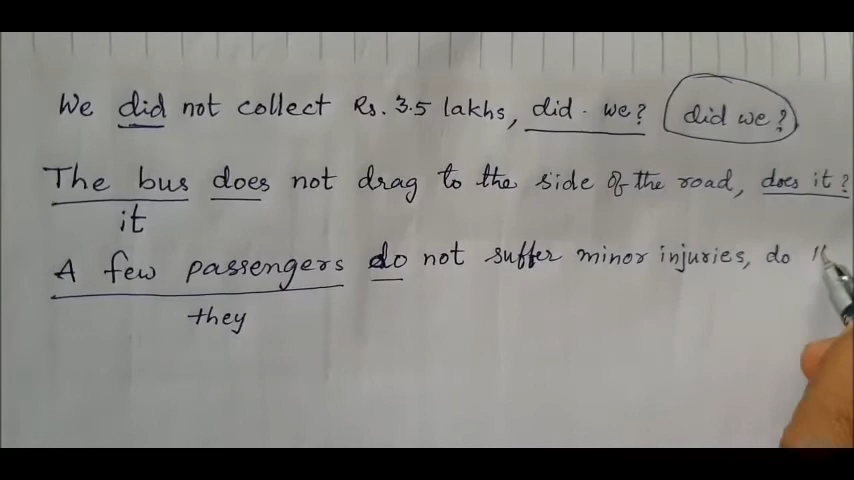 We did not collect Rs. 3.5 lakhs, did we? did we?
The bus does not drag to the side of the road, does it?
it
A few passengers do not suffer minor injuries, do
they